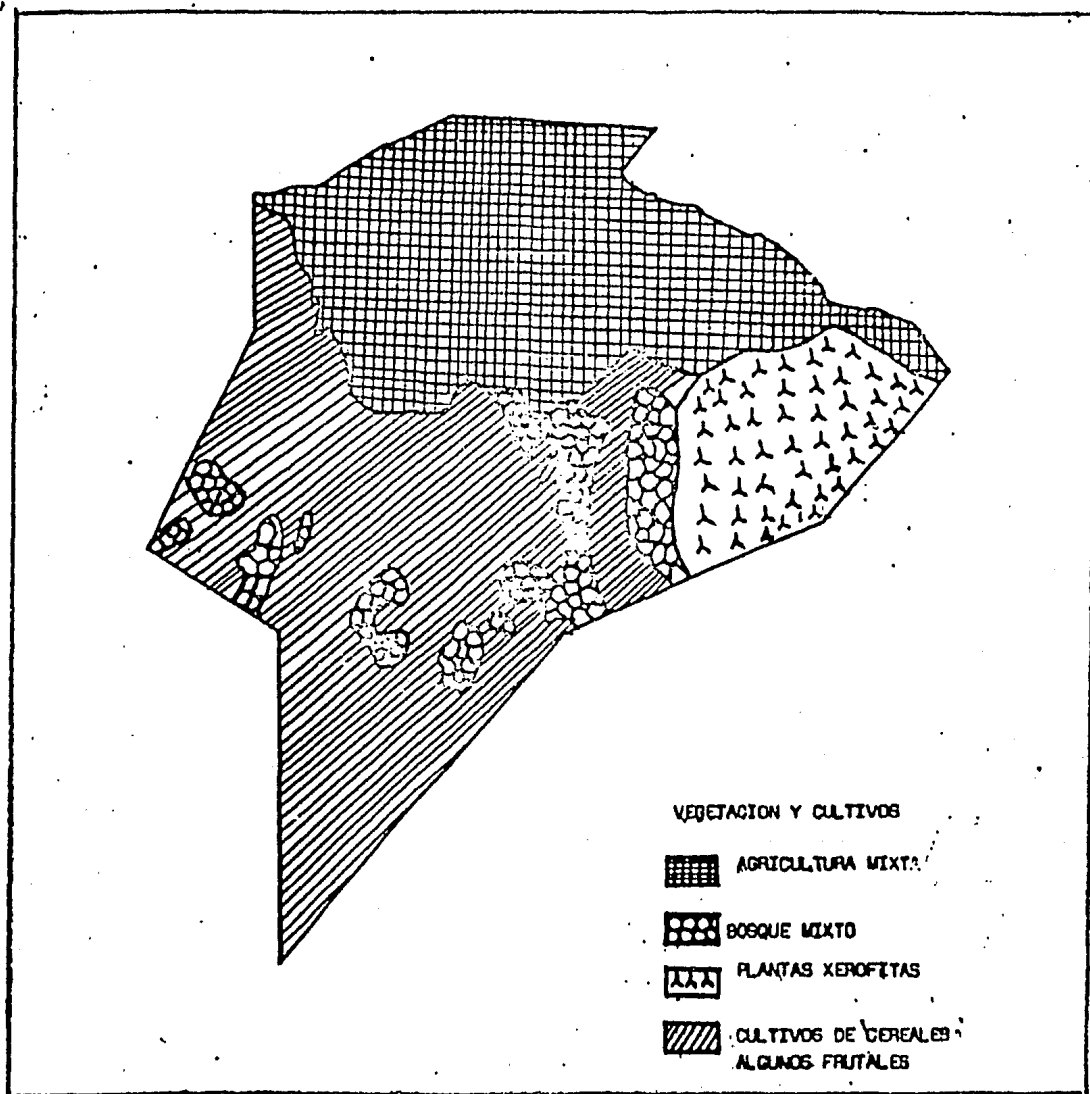 VEGETACION Y CULTIVOS
AGRICULTURA MIXTA
BOSQUE MIXTO
PLANTAS XEROFITAS
CULTIVOS DE CEREALES
ALGUNOS FRUTALES